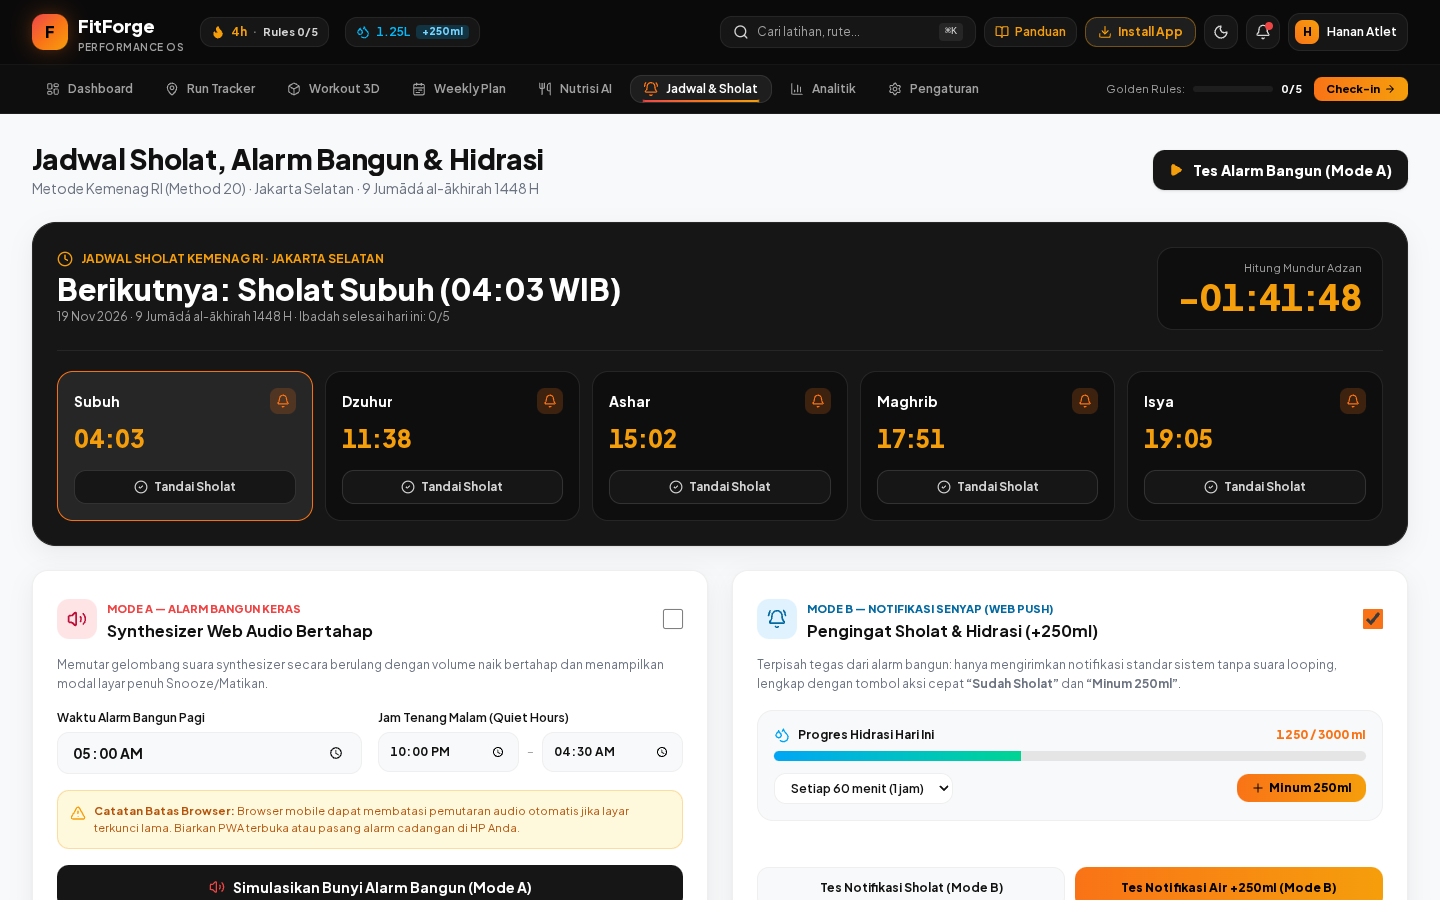 F FitForge
PERFORMANCE OS
4h · Rules 0/5
1.25L +250ml
Cari latihan, rute... ⌘K
Panduan
Install App
H Hanan Atlet
Dashboard
Run Tracker
Workout 3D
Weekly Plan
Nutrisi AI
Jadwal & Sholat
Analitik
Pengaturan
Golden Rules: 0/5
Check-in →
Jadwal Sholat, Alarm Bangun & Hidrasi
Metode Kemenag RI (Method 20) · Jakarta Selatan · 9 Jumādá al-ākhirah 1448 H
Tes Alarm Bangun (Mode A)
JADWAL SHOLAT KEMENAG RI · JAKARTA SELATAN
Berikutnya: Sholat Subuh (04:03 WIB)
19 Nov 2026 · 9 Jumādá al-ākhirah 1448 H · Ibadah selesai hari ini: 0/5
Hitung Mundur Adzan
-01:41:48
Subuh
04:03
Tandai Sholat
Dzuhur
11:38
Tandai Sholat
Ashar
15:02
Tandai Sholat
Maghrib
17:51
Tandai Sholat
Isya
19:05
Tandai Sholat
MODE A — ALARM BANGUN KERAS
Synthesizer Web Audio Bertahap
Memutar gelombang suara synthesizer secara berulang dengan volume naik bertahap dan menampilkan
modal layar penuh Snooze/Matikan.
Waktu Alarm Bangun Pagi
05:00 AM
Jam Tenang Malam (Quiet Hours)
10:00 PM – 04:30 AM
Catatan Batas Browser: Browser mobile dapat membatasi pemutaran audio otomatis jika layar
terkunci lama. Biarkan PWA terbuka atau pasang alarm cadangan di HP Anda.
Simulasikan Bunyi Alarm Bangun (Mode A)
MODE B — NOTIFIKASI SENYAP (WEB PUSH)
Pengingat Sholat & Hidrasi (+250ml)
Terpisah tegas dari alarm bangun: hanya mengirimkan notifikasi standar sistem tanpa suara looping,
lengkap dengan tombol aksi cepat “Sudah Sholat” dan “Minum 250ml”.
Progres Hidrasi Hari Ini
1250 / 3000 ml
Setiap 60 menit (1 jam)
+ Minum 250ml
Tes Notifikasi Sholat (Mode B)
Tes Notifikasi Air +250ml (Mode B)